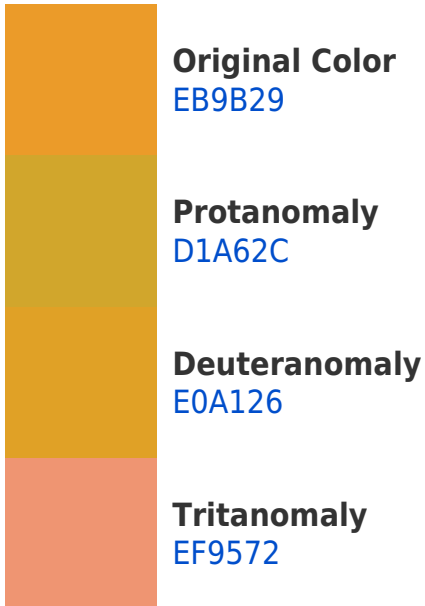 Original Color
EB9B29
Protanomaly
D1A62C
Deuteranomaly
E0A126
Tritanomaly
EF9572